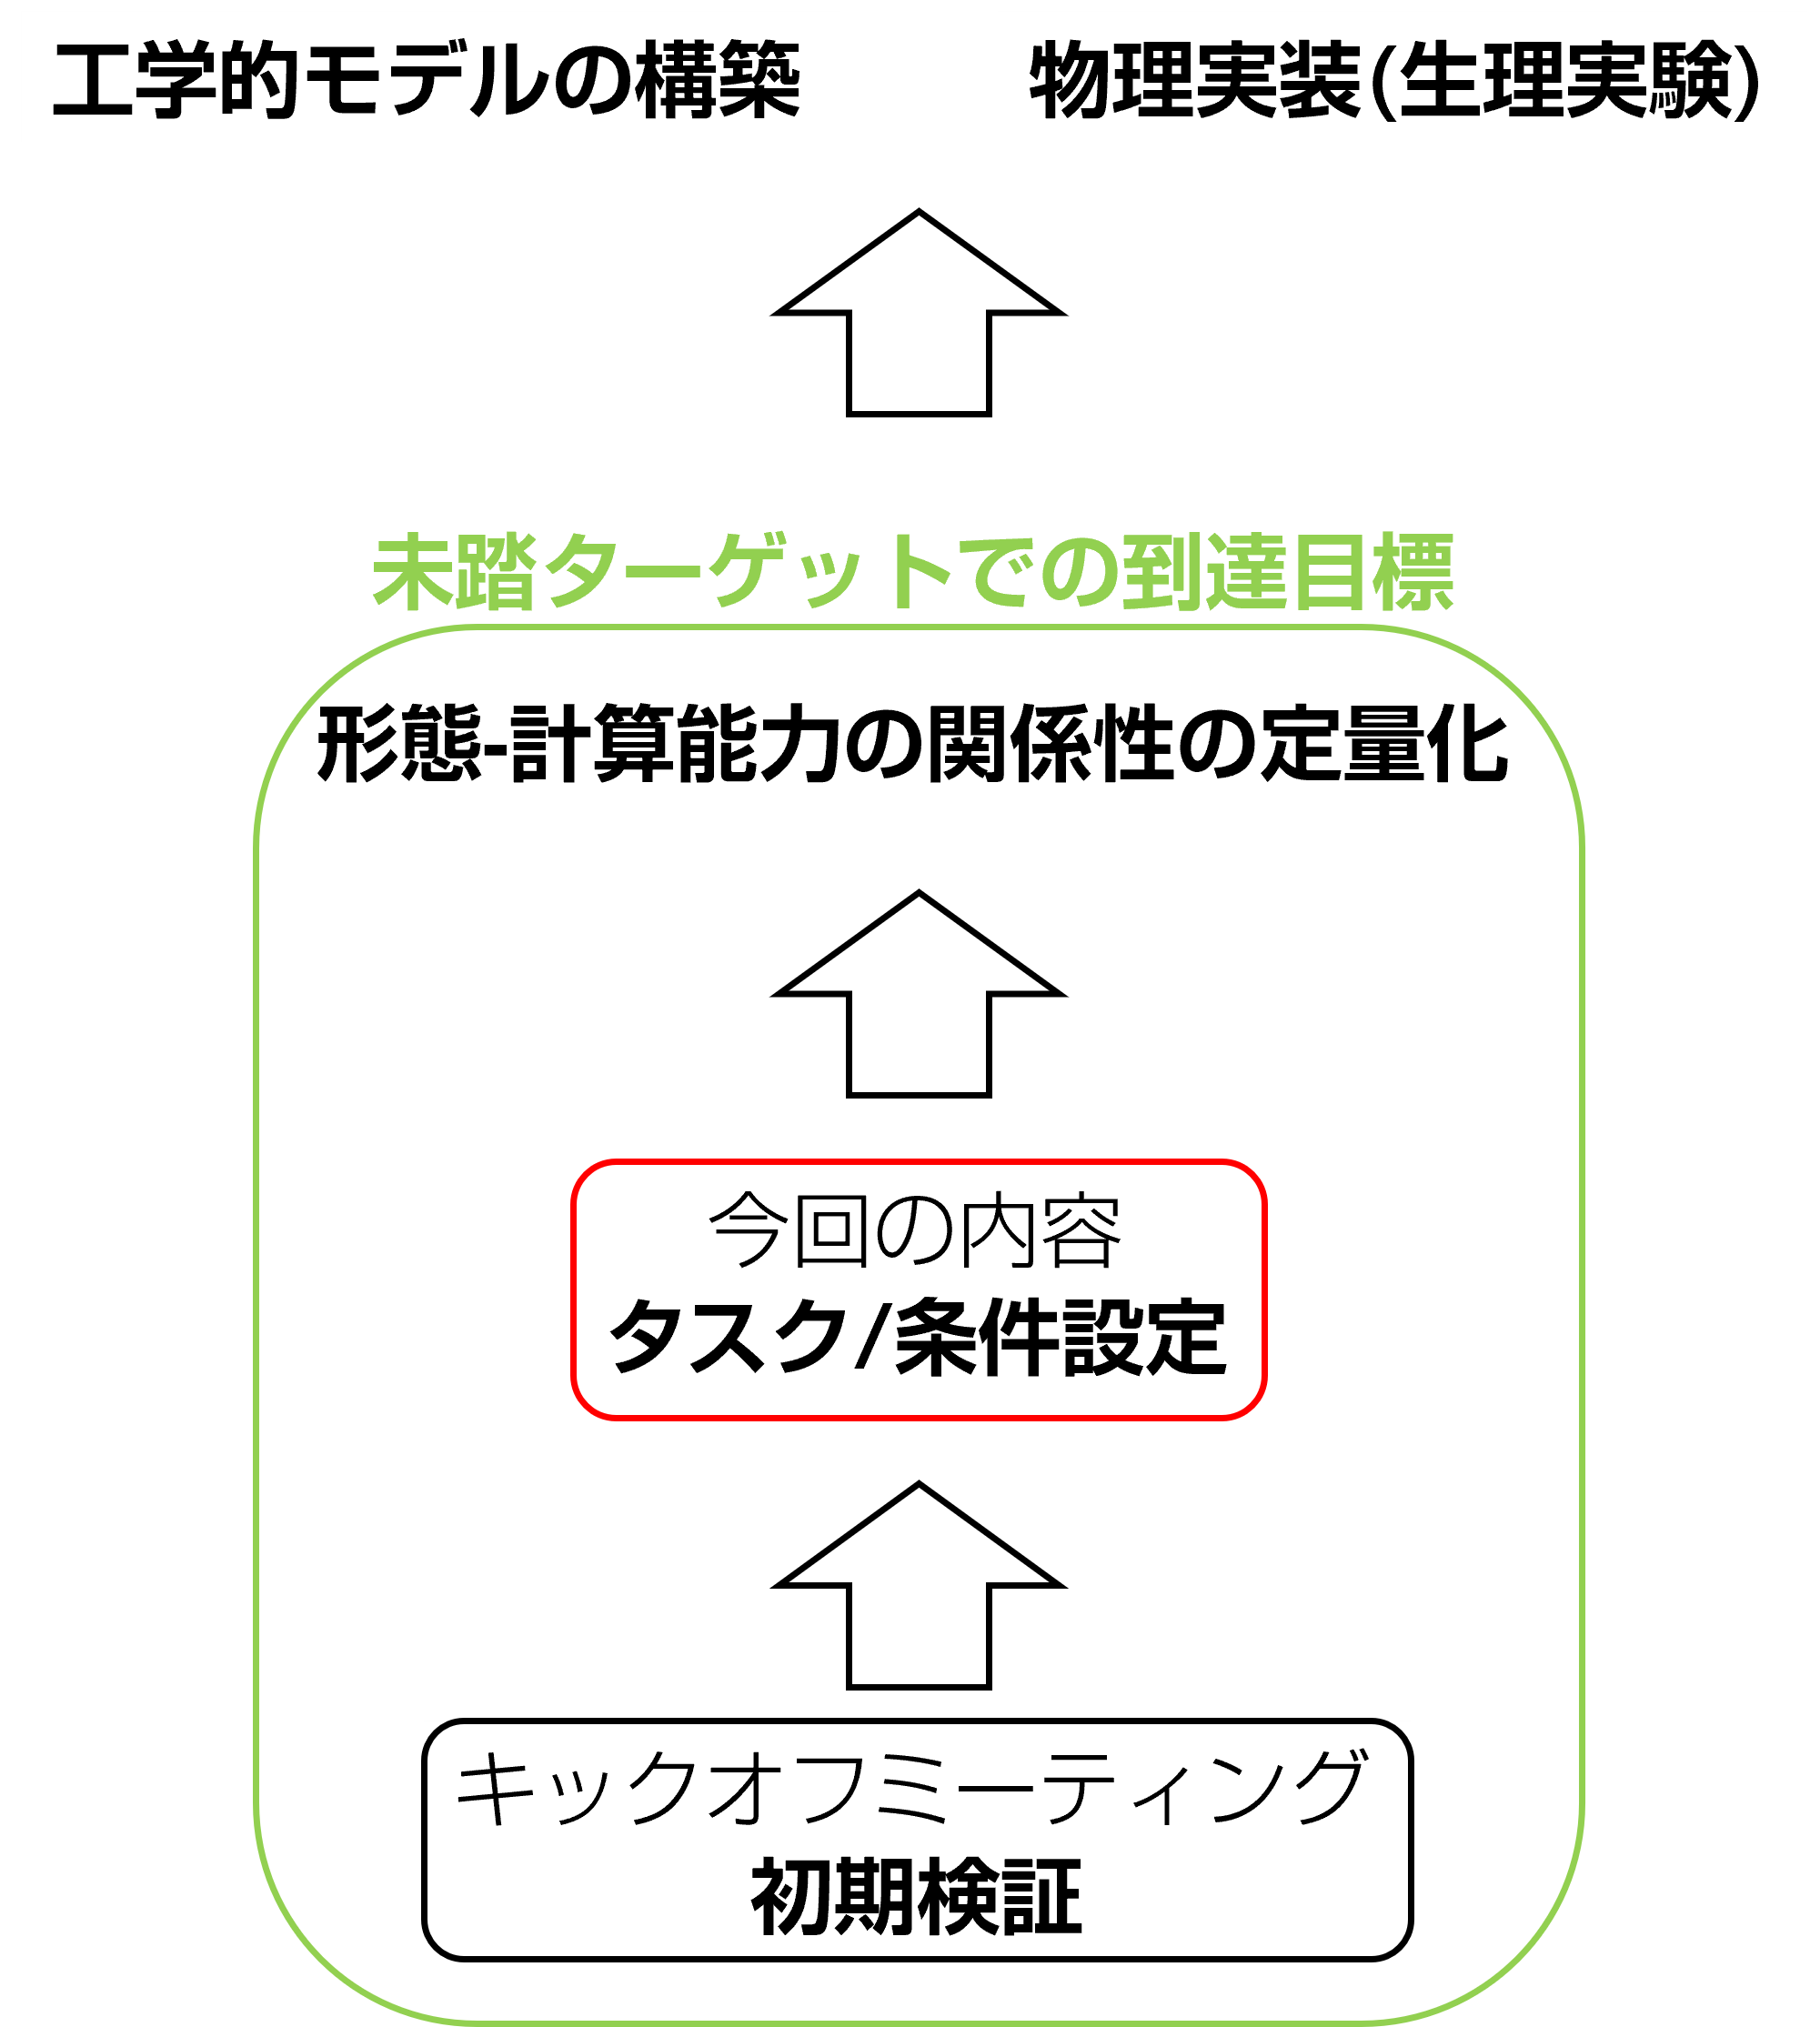 工学的モデルの構築
物理実装(生理実験)
未踏ターゲットでの到達目標
形態-計算能力の関係性の定量化
今回の内容
タスク/条件設定
キックオフミーティング
初期検証